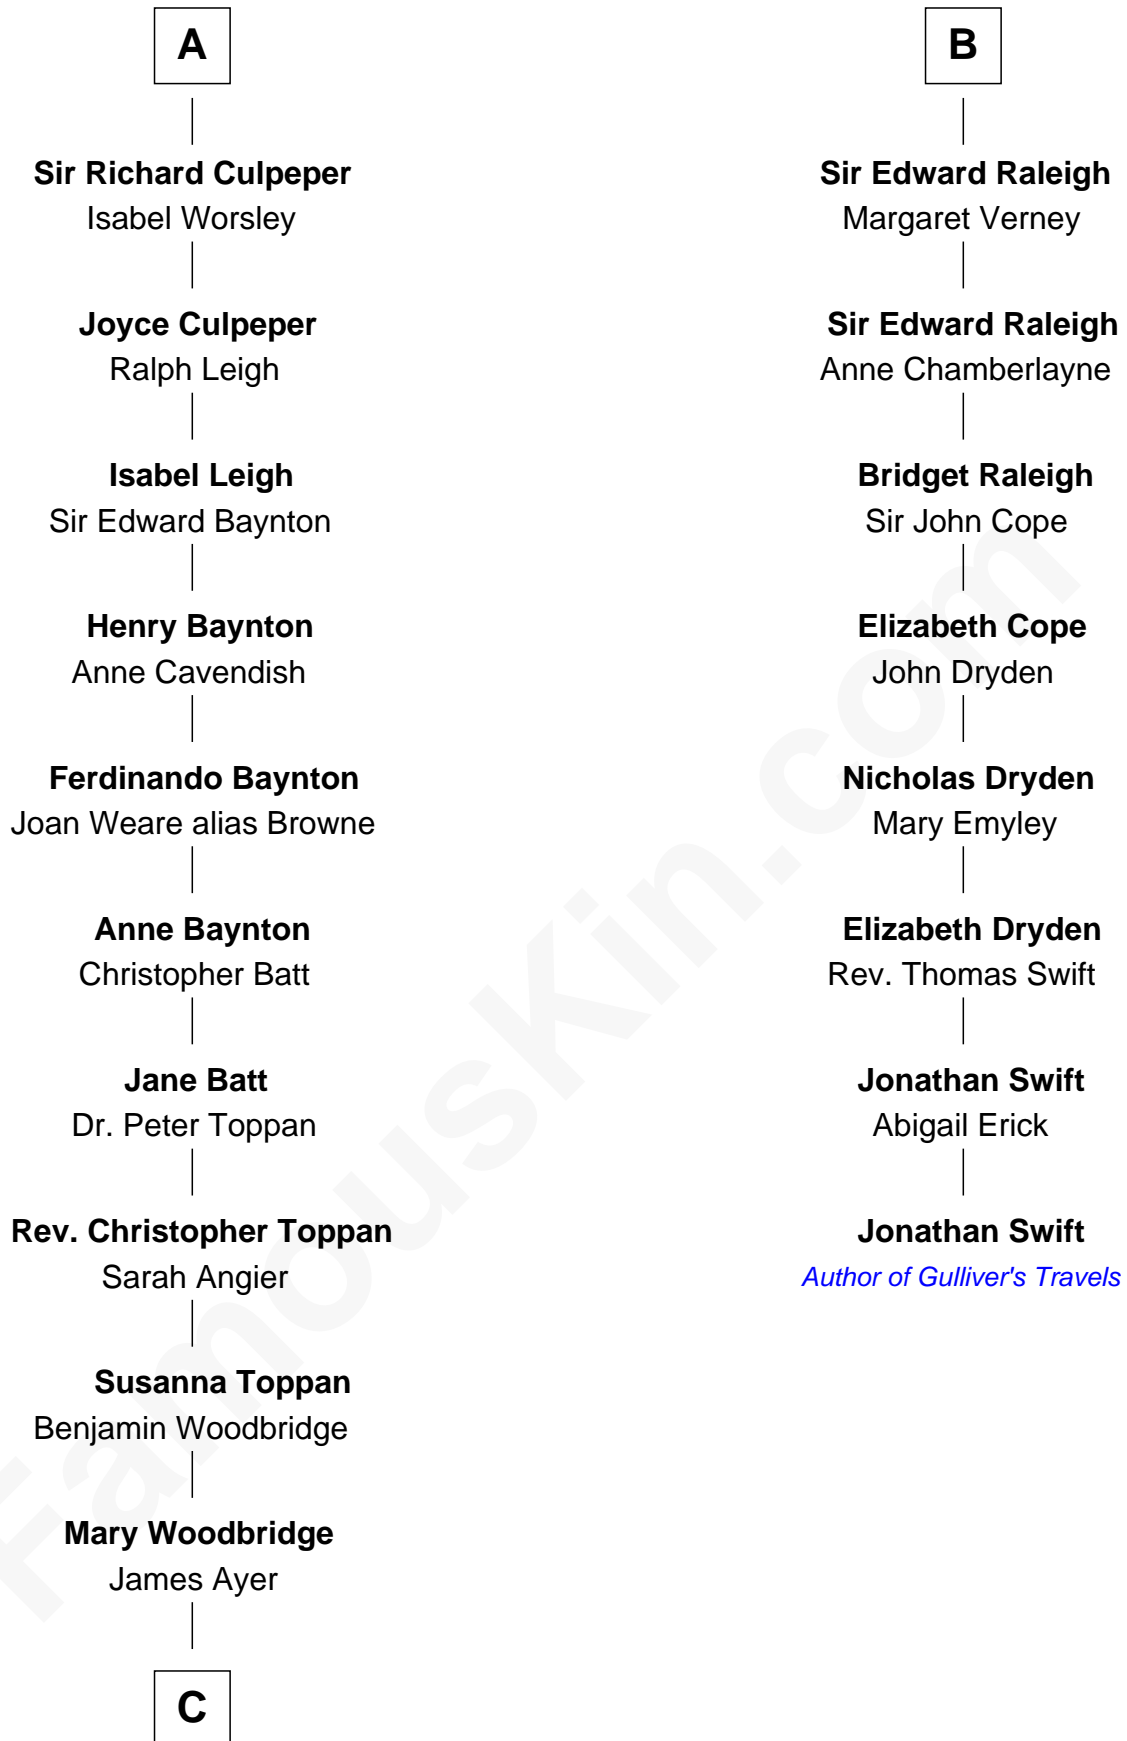 A
Sir Richard Culpeper
Isabel Worsley
Joyce Culpeper
Ralph Leigh
Isabel Leigh
Sir Edward Baynton
Henry Baynton
Anne Cavendish
Ferdinando Baynton
Joan Weare alias Browne
Anne Baynton
Christopher Batt
Jane Batt
Dr. Peter Toppan
Rev. Christopher Toppan
Sarah Angier
Susanna Toppan
Benjamin Woodbridge
Mary Woodbridge
James Ayer
C
B
Sir Edward Raleigh
Margaret Verney
Sir Edward Raleigh
Anne Chamberlayne
Bridget Raleigh
Sir John Cope
Elizabeth Cope
John Dryden
Nicholas Dryden
Mary Emyley
Elizabeth Dryden
Rev. Thomas Swift
Jonathan Swift
Abigail Erick
Jonathan Swift
Author of Gulliver's Travels
FamousKin.com